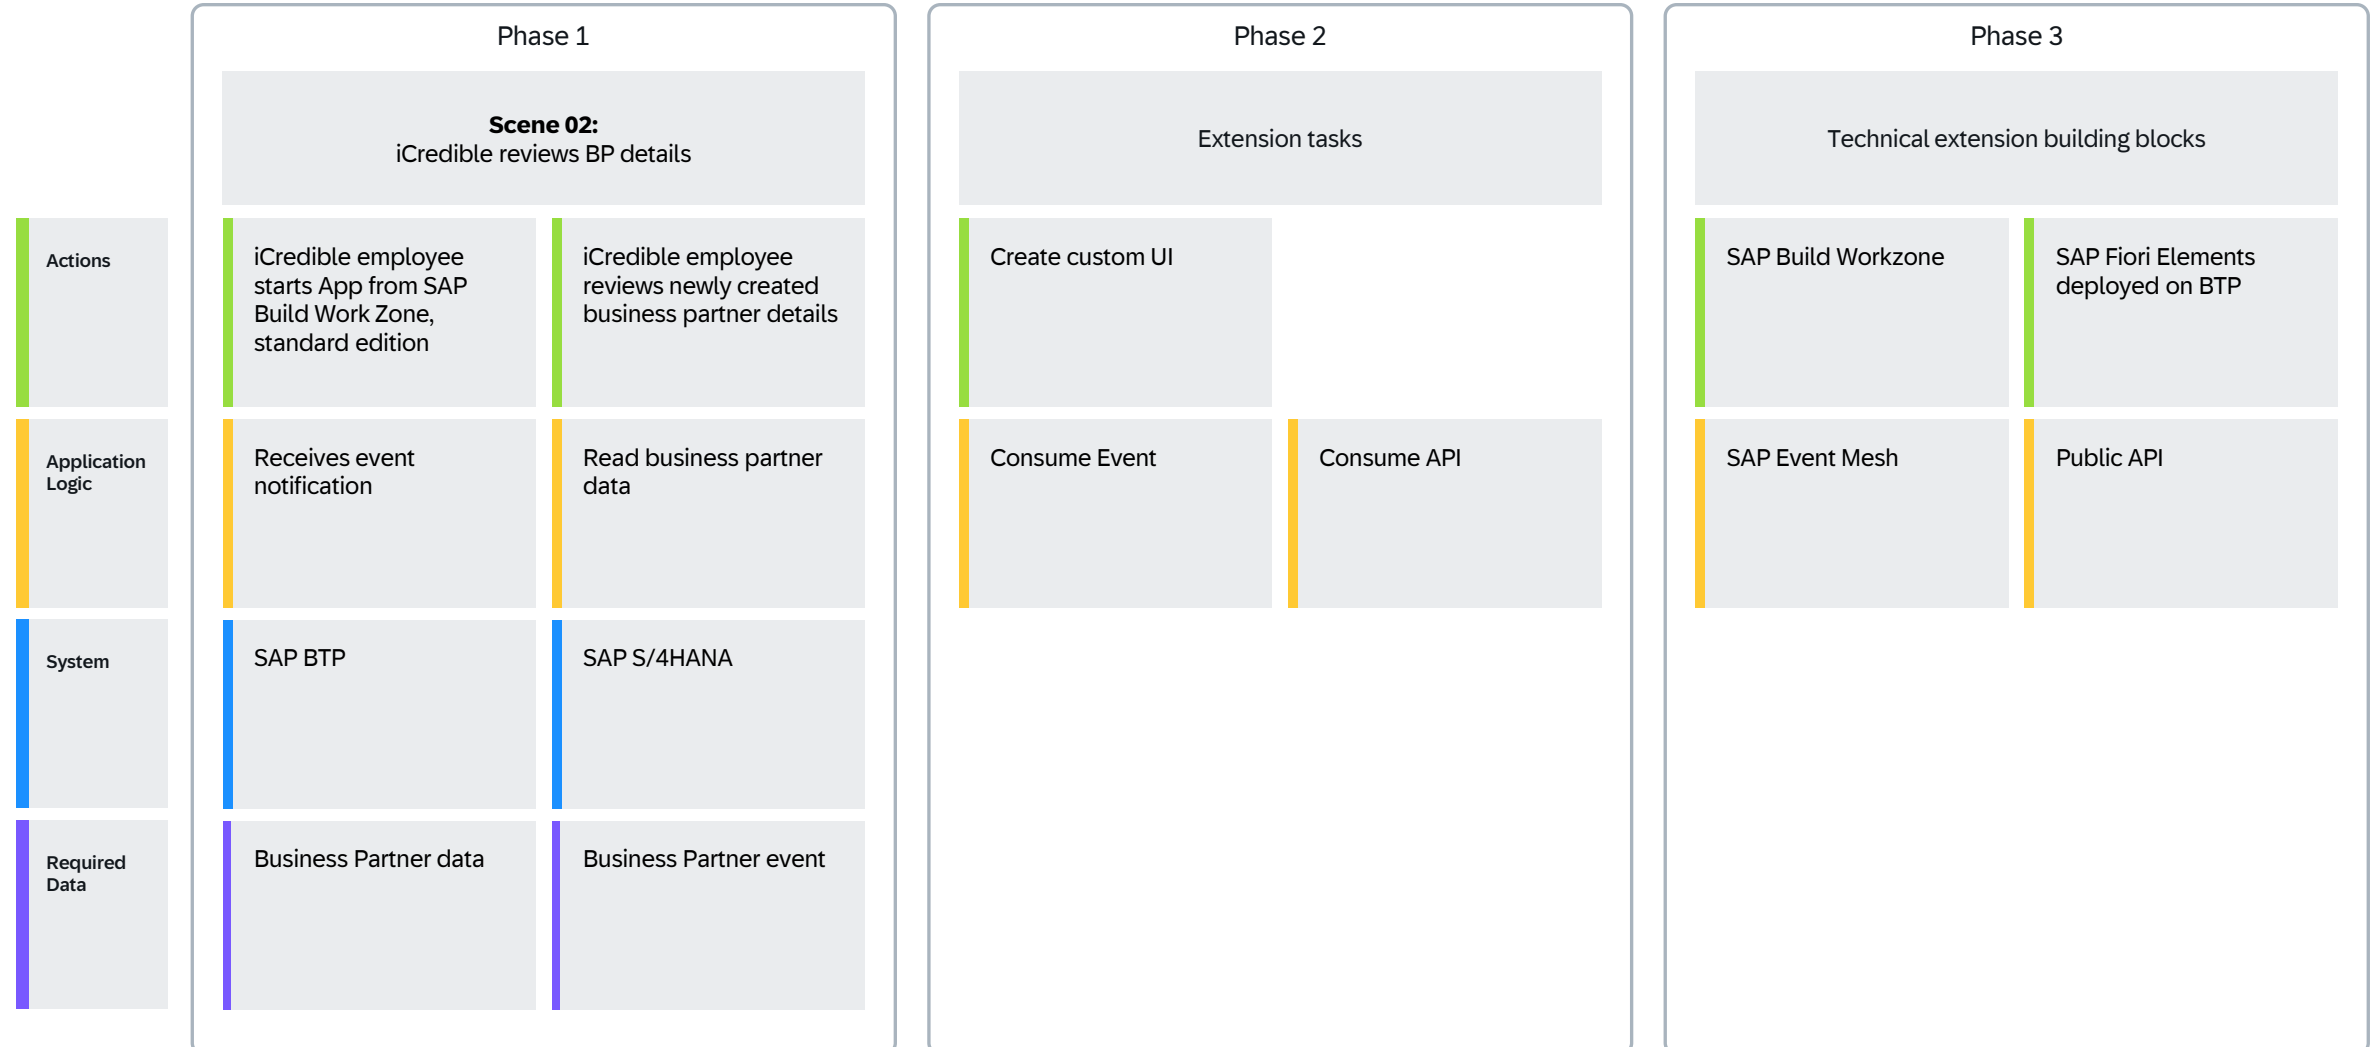 Phase 1
Phase 2
Phase 3
Scene 02:
iCredible reviews BP details
Extension tasks
Technical extension building blocks
Actions
iCredible employee
starts App from SAP
Build Work Zone,
standard edition
iCredible employee
reviews newly created
business partner details
Create custom UI
SAP Build Workzone
SAP Fiori Elements
deployed on BTP
Application
Logic
Receives event
notification
Read business partner
data
Consume Event
Consume API
SAP Event Mesh
Public API
System
SAP BTP
SAP S/4HANA
Required
Data
Business Partner data
Business Partner event